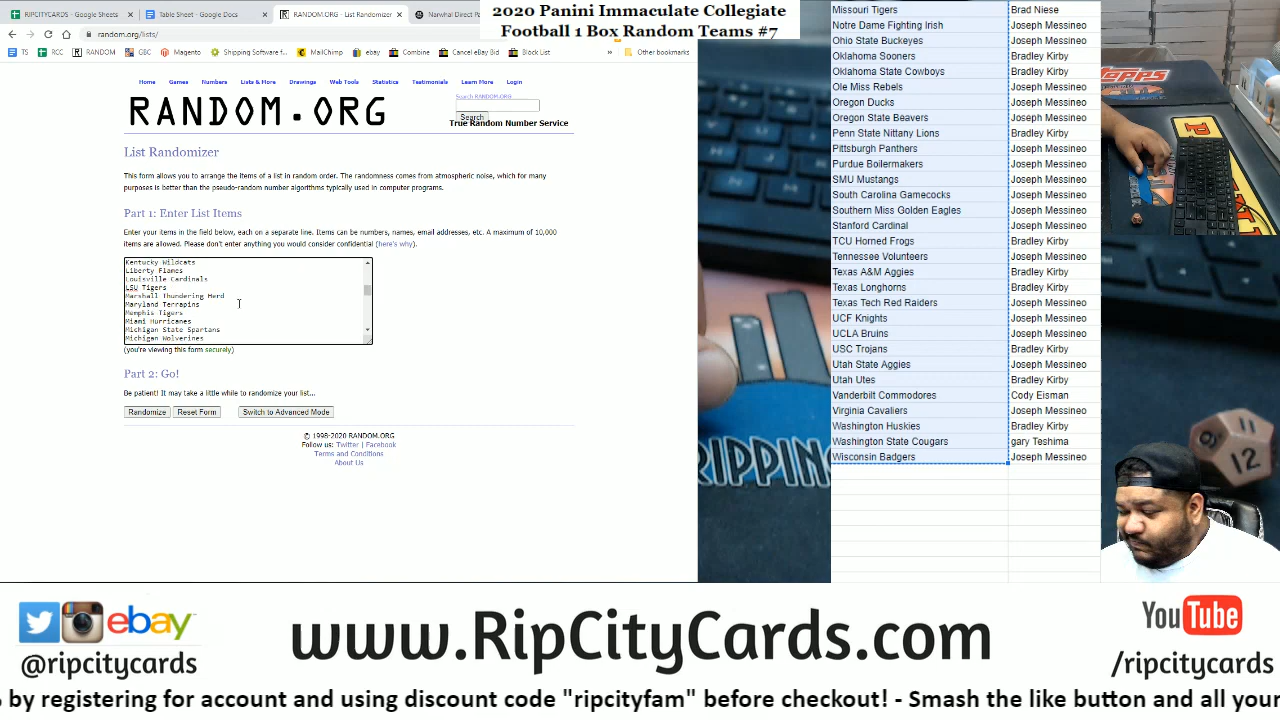 RIPCITYCARDS - Google Sheets
Table Sheet - Google Docs
RANDOM.ORG - List Randomizer
Narwhal Direct Pa
random.org/lists/
TS
RCC
RANDOM
GBC
Magento
Shipping Software f...
MailChimp
ebay
Combine
Cancel eBay Bid
Block List
»
Other bookmarks
2020 Panini Immaculate Collegiate
Football 1 Box Random Teams #7
Home Games Numbers Lists & More Drawings Web Tools Statistics Testimonials Learn More Login
RANDOM.ORG
Search RANDOM.ORG
Search
True Random Number Service
List Randomizer
This form allows you to arrange the items of a list in random order. The randomness comes from atmospheric noise, which for many
purposes is better than the pseudo-random number algorithms typically used in computer programs.
Part 1: Enter List Items
Enter your items in the field below, each on a separate line. Items can be numbers, names, email addresses, etc. A maximum of 10,000
items are allowed. Please don't enter anything you would consider confidential (here's why).
Kentucky Wildcats
Liberty Flames
Louisville Cardinals
LSU Tigers
Marshall Thundering Herd
Maryland Terrapins
Memphis Tigers
Miami Hurricanes
Michigan State Spartans
Michigan Wolverines
(you're viewing this form securely)
Part 2: Go!
Be patient! It may take a little while to randomize your list...
Randomize
Reset Form
Switch to Advanced Mode
© 1998-2020 RANDOM.ORG
Follow us: Twitter | Facebook
Terms and Conditions
About Us
Missouri Tigers Brad Niese
Notre Dame Fighting Irish Joseph Messineo
Ohio State Buckeyes Joseph Messineo
Oklahoma Sooners Bradley Kirby
Oklahoma State Cowboys Bradley Kirby
Ole Miss Rebels Joseph Messineo
Oregon Ducks Joseph Messineo
Oregon State Beavers Joseph Messineo
Penn State Nittany Lions Bradley Kirby
Pittsburgh Panthers Joseph Messineo
Purdue Boilermakers Joseph Messineo
SMU Mustangs Joseph Messineo
South Carolina Gamecocks Joseph Messineo
Southern Miss Golden Eagles Joseph Messineo
Stanford Cardinal Joseph Messineo
TCU Horned Frogs Bradley Kirby
Tennessee Volunteers Joseph Messineo
Texas A&M Aggies Bradley Kirby
Texas Longhorns Bradley Kirby
Texas Tech Red Raiders Joseph Messineo
UCF Knights Joseph Messineo
UCLA Bruins Joseph Messineo
USC Trojans Bradley Kirby
Utah State Aggies Joseph Messineo
Utah Utes Bradley Kirby
Vanderbilt Commodores Cody Eisman
Virginia Cavaliers Joseph Messineo
Washington Huskies Bradley Kirby
Washington State Cougars gary Teshima
Wisconsin Badgers Joseph Messineo
topps
RIPPIN
9
11
12
ebay
@ripcitycards
www.RipCityCards.com
YouTube
/ripcitycards
by registering for account and using discount code "ripcityfam" before checkout! - Smash the like button and all your